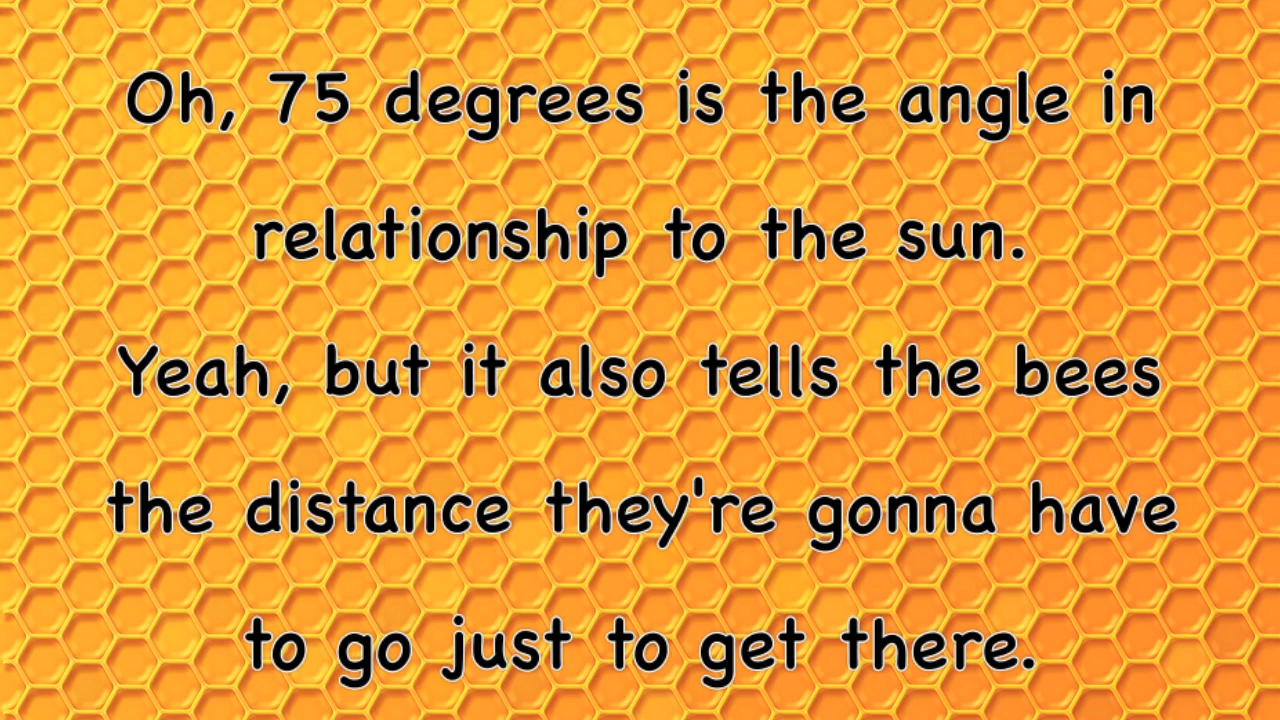 Oh, 75 degrees is the angle in
relationship to the sun.
Yeah, but it also tells the bees
the distance they're gonna have
to go just to get there.